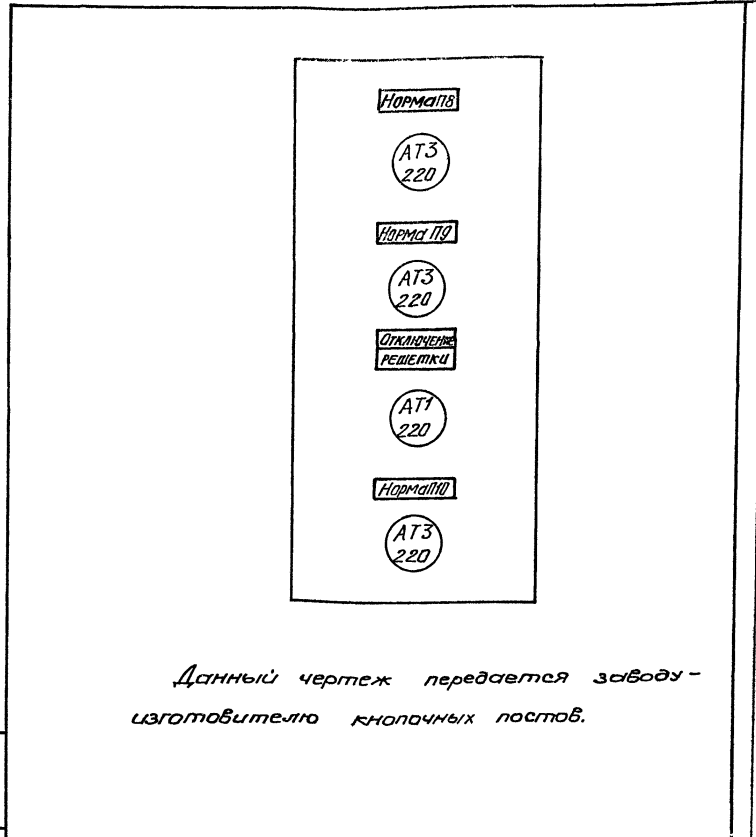 НормаП8
АТ3
220
Норма П9
АТ3
220
Отключение
решетки
АТ1
220
НормаП10
АТ3
220
Данный чертеж передается заводу-
изготовителю кнопочных постов.